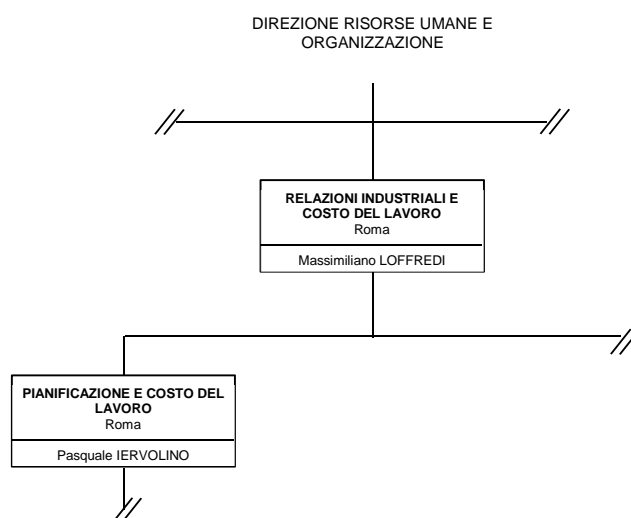 DIREZIONE RISORSE UMANE E
ORGANIZZAZIONE
RELAZIONI INDUSTRIALI E
COSTO DEL LAVORO
Roma
Massimiliano LOFFREDI
PIANIFICAZIONE E COSTO DEL
LAVORO
Roma
Pasquale IERVOLINO